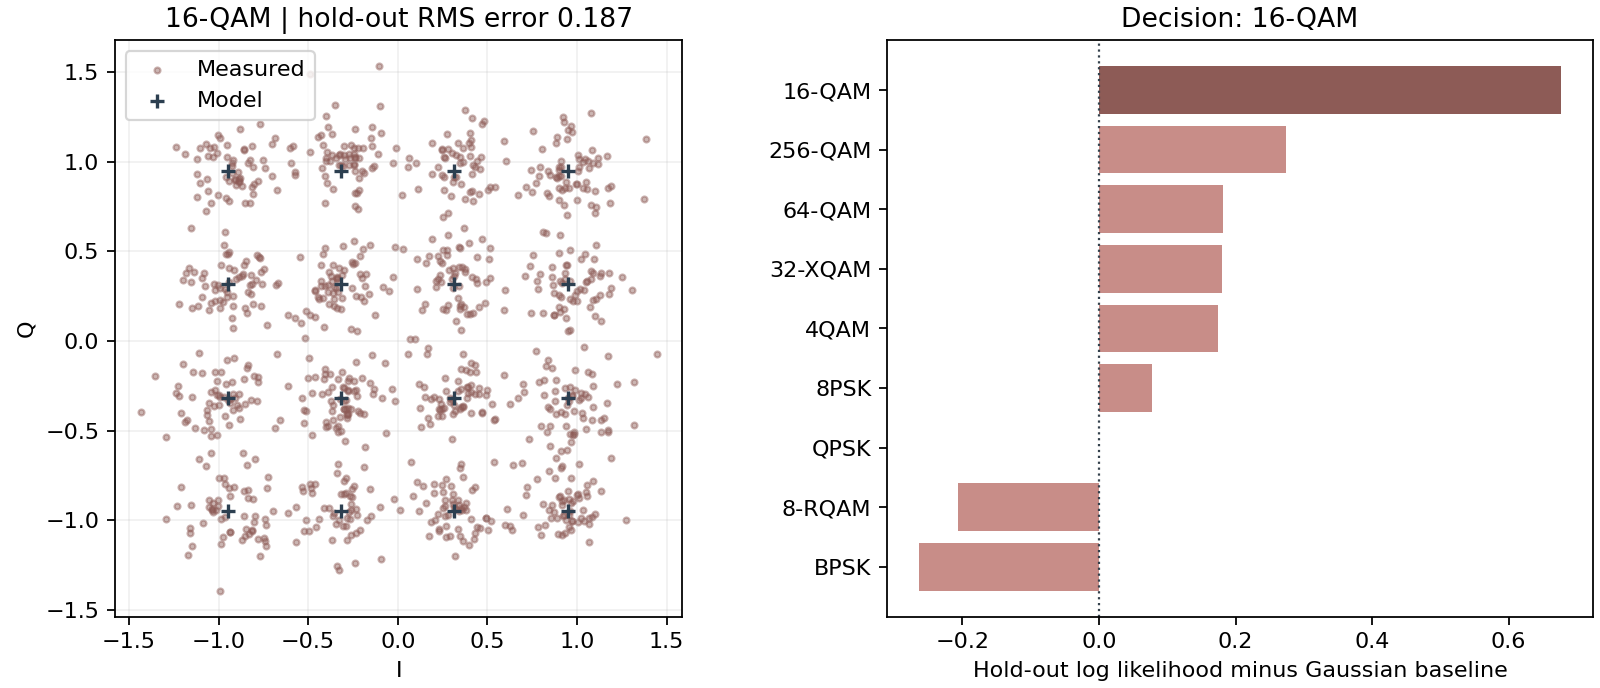 16-QAM | hold-out RMS error 0.187
Measured
Model
1.5
1.0
0.5
0.0
−0.5
−1.0
−1.5
Q
−1.5
−1.0
−0.5
0.0
0.5
1.0
1.5
I
Decision: 16-QAM
16-QAM
256-QAM
64-QAM
32-XQAM
4QAM
8PSK
QPSK
8-RQAM
BPSK
−0.2
0.0
0.2
0.4
0.6
Hold-out log likelihood minus Gaussian baseline